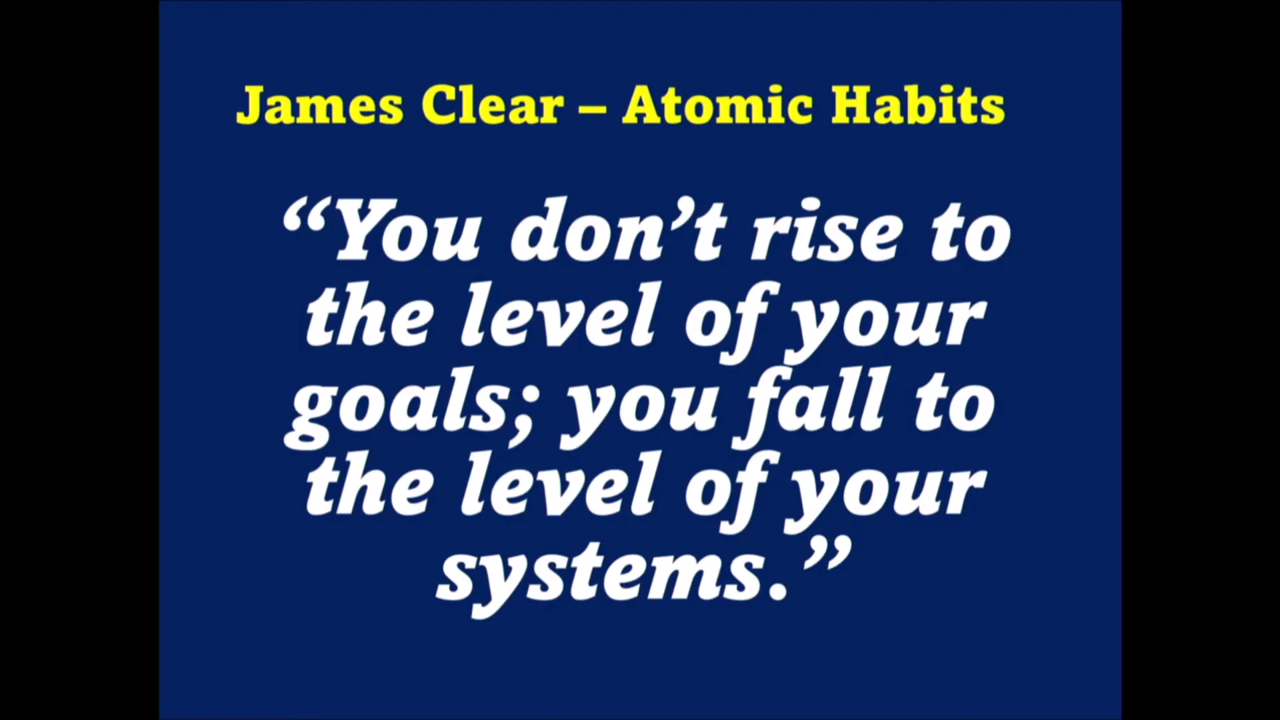 James Clear – Atomic Habits
“You don’t rise to
the level of your
goals; you fall to
the level of your
systems.”